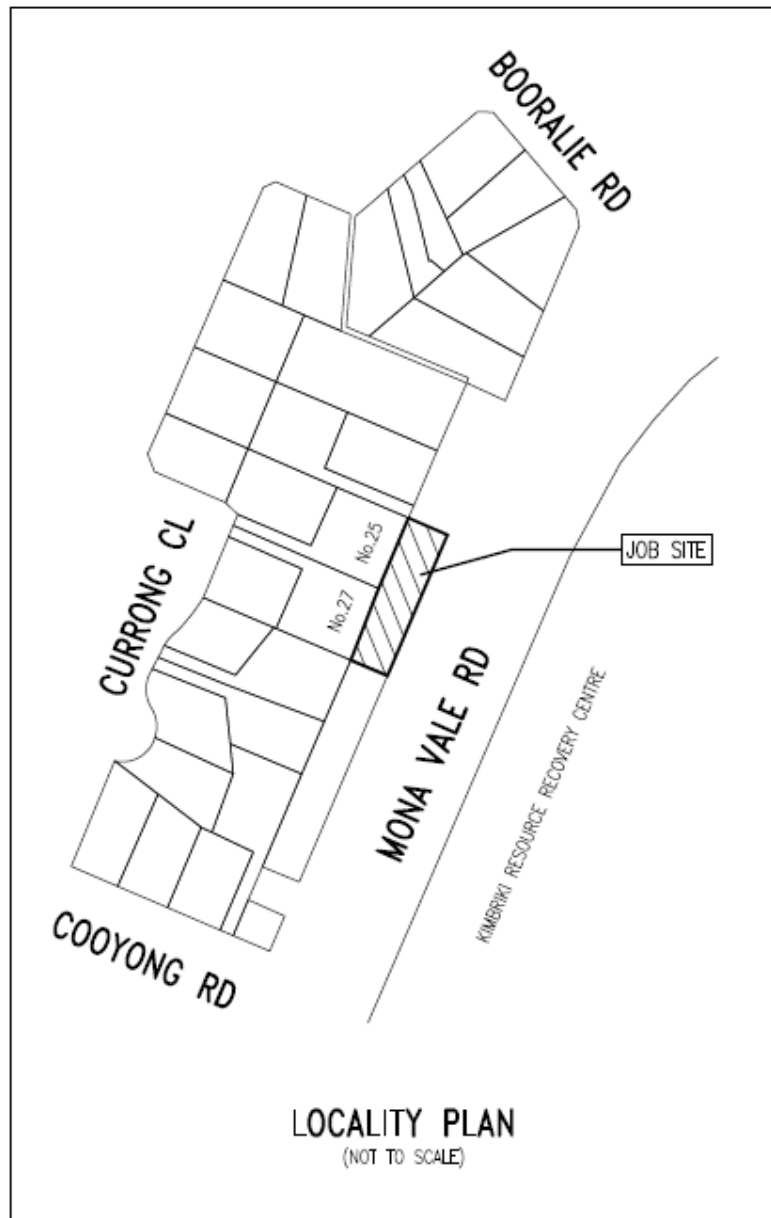 BOORALIE RD
JOB SITE
No.25
No.27
CURRONG CL
MONA VALE RD
KIMBRIKI RESOURCE RECOVERY CENTRE
COOYONG RD
LOCALITY PLAN
(NOT TO SCALE)